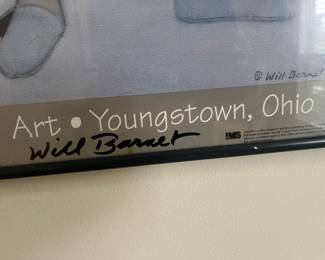 © Will Barnet
Art • Youngstown, Ohio
Will Barnet